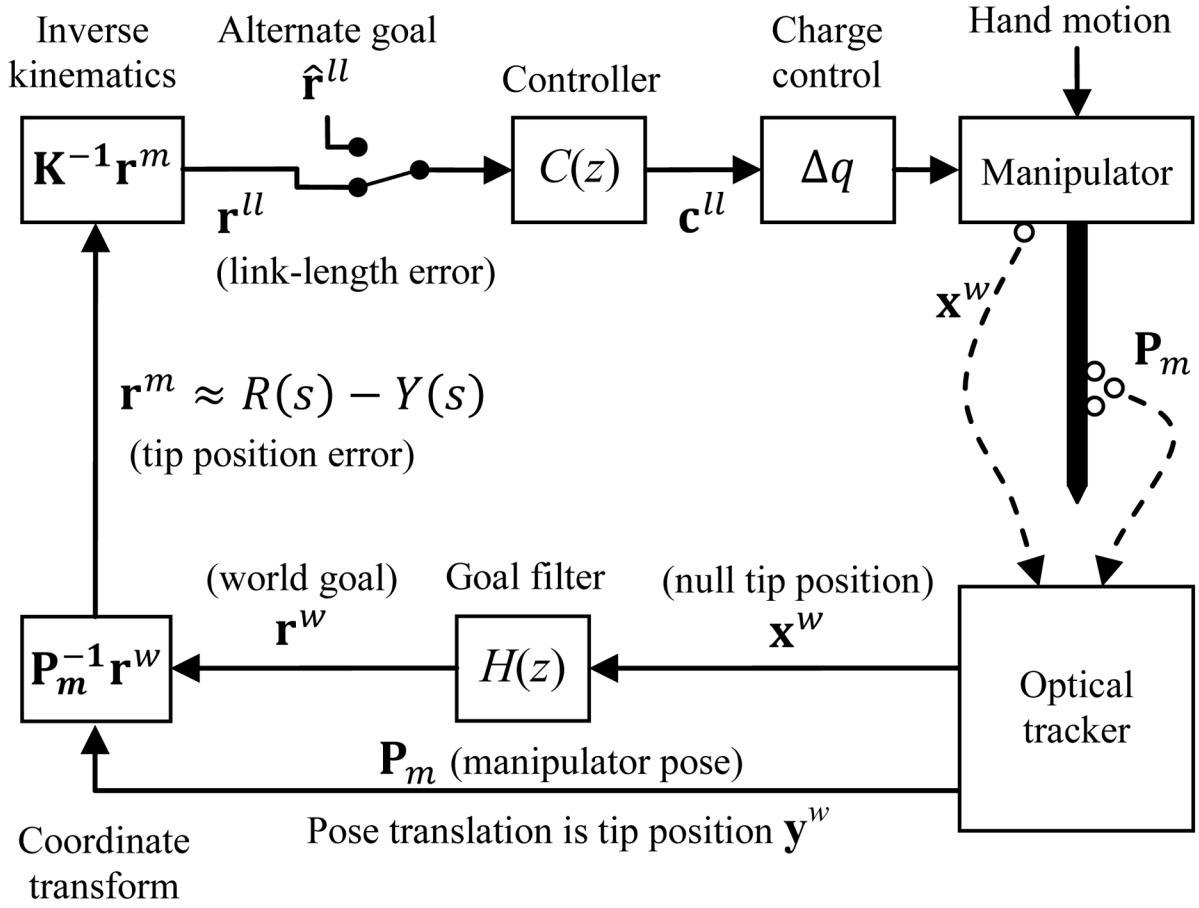 Inverse
kinematics
Alternate goal
r̂^ll
Controller
Charge
control
Hand motion
K⁻¹r^m
C(z)
Δq
Manipulator
r^ll
(link-length error)
c^ll
x^w
P_m
r^m ≈ R(s) − Y(s)
(tip position error)
(world goal)
r^w
Goal filter
(null tip position)
x^w
P_m^−1 r^w
H(z)
Optical
tracker
P_m (manipulator pose)
Pose translation is tip position y^w
Coordinate
transform